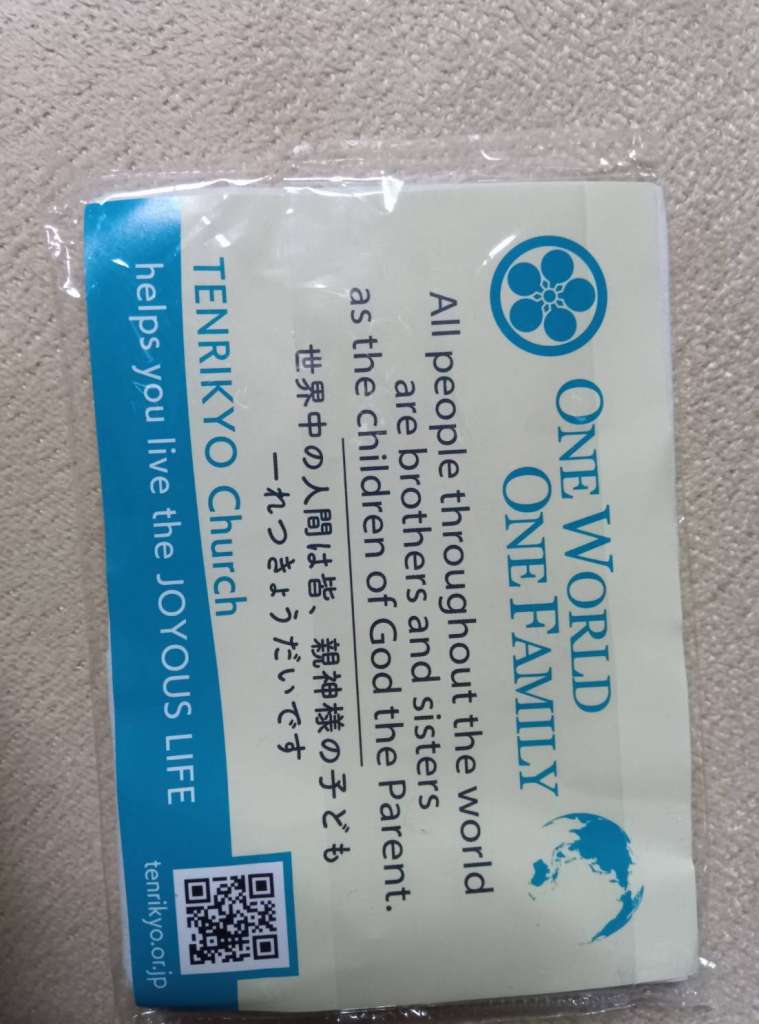 ONE WORLD
ONE FAMILY
All people throughout the world
are brothers and sisters
as the children of God the Parent.
世界中の人間は皆、親神様の子ども
一れつきょうだいです
TENRIKYO Church
helps you live the JOYOUS LIFE
tenrikyo.or.jp